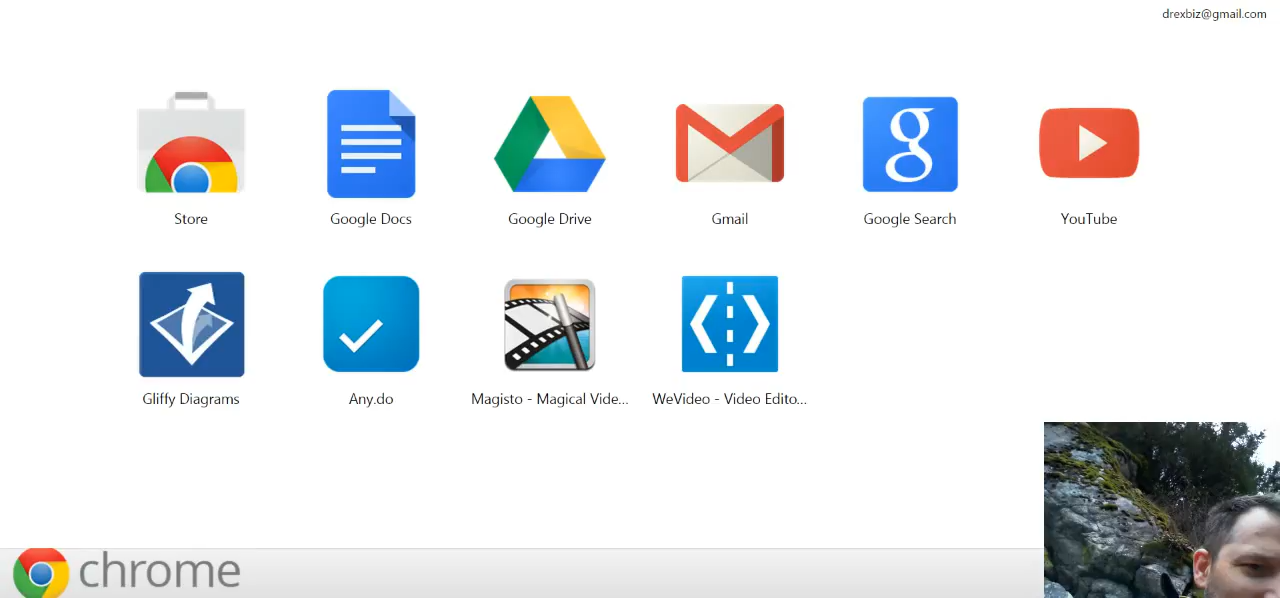 drexbiz@gmail.com
Store
Google Docs
Google Drive
Gmail
Google Search
YouTube
Gliffy Diagrams
Any.do
Magisto - Magical Vide...
WeVideo - Video Edito...
chrome